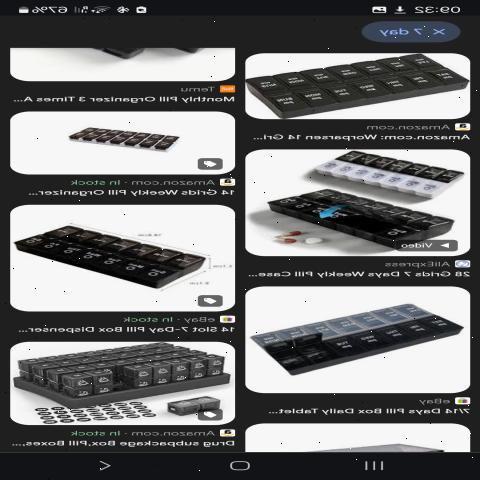 09:32
67%
X 7 day
Temu
Monthly Pill Organizer 3 Times A...
Amazon.com
Amazon.com: Worparsen 14 Gri...
Amazon.com · In stock
14 Grids Weekly Pill Organizer...
Video
AliExpress
28 Grids 7 Days Weekly Pill Case...
eBay · In stock
14 Slot 7-Day Pill Box Dispenser...
eBay
7/14 Days Pill Box Daily Tablet...
Amazon.com · In stock
Drug subpackage Box,Pill Boxes,...